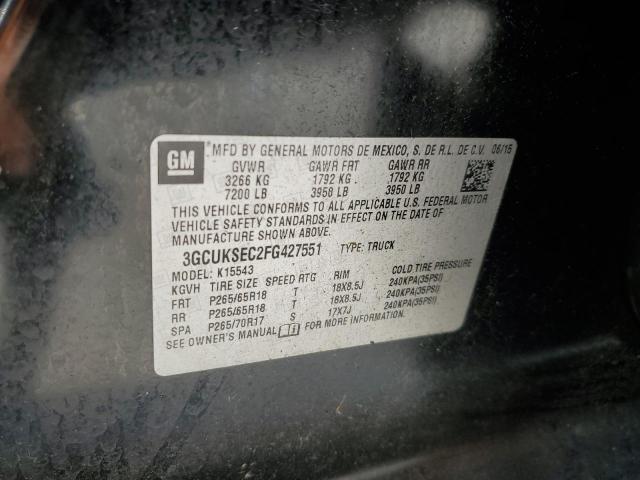 GM
MFD BY GENERAL MOTORS DE MEXICO, S. DE R.L. DE C.V. 06/15
GVWR GAWR FRT GAWR RR
3266 KG 1792 KG 1792 KG
7200 LB 3950 LB 3950 LB
THIS VEHICLE CONFORMS TO ALL APPLICABLE U.S. FEDERAL MOTOR
VEHICLE SAFETY STANDARDS IN EFFECT ON THE DATE OF
MANUFACTURE SHOWN ABOVE.
3GCUKSEC2FG427551 TYPE: TRUCK
MODEL: K15543
KGVH TIRE SIZE SPEED RTG RIM COLD TIRE PRESSURE
FRT P265/65R18 T 18X8.5J 240KPA(35PSI)
RR P265/65R18 T 18X8.5J 240KPA(35PSI)
SPA P265/70R17 S 17X7J 240KPA(35PSI)
SEE OWNER'S MANUAL FOR MORE INFORMATION.